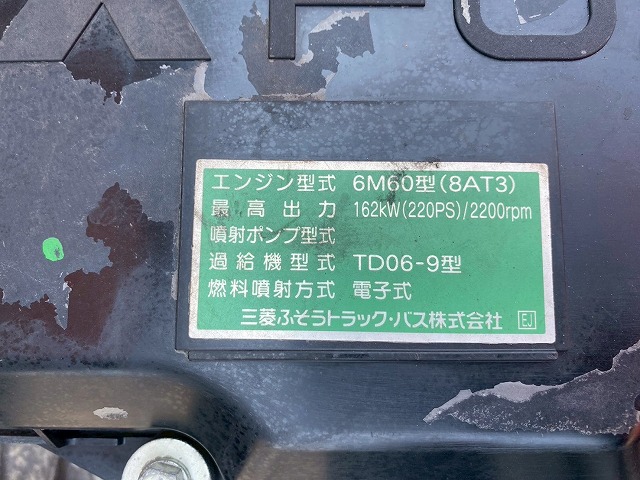 エンジン型式 6M60型(8AT3)
最高出力 162kW(220PS)/2200rpm
噴射ポンプ型式
過給機型式 TD06-9型
燃料噴射方式 電子式
三菱ふそうトラック・バス株式会社 EJ